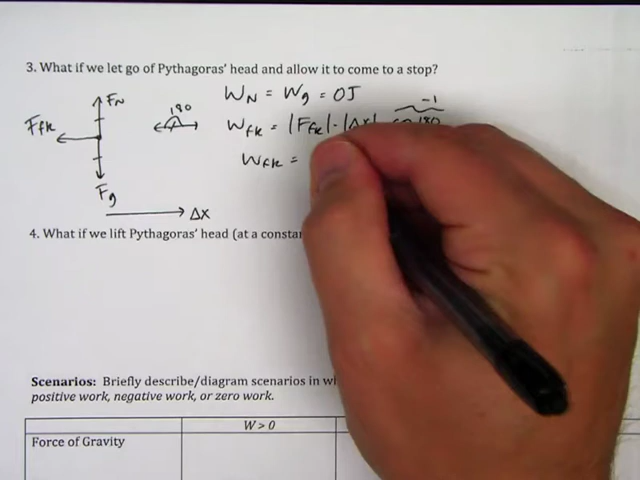 3. What if we let go of Pythagoras' head and allow it to come to a stop?
FN
Ffk
Fg
180
Δx
WN = Wg = 0J
-1
Wfk = |Ffk| · |Δx| 180
Wfk =
4. What if we lift Pythagoras' head (at a
Scenarios: Briefly describe/diagram scenarios in
positive work, negative work, or zero work.
W > 0
Force of Gravity